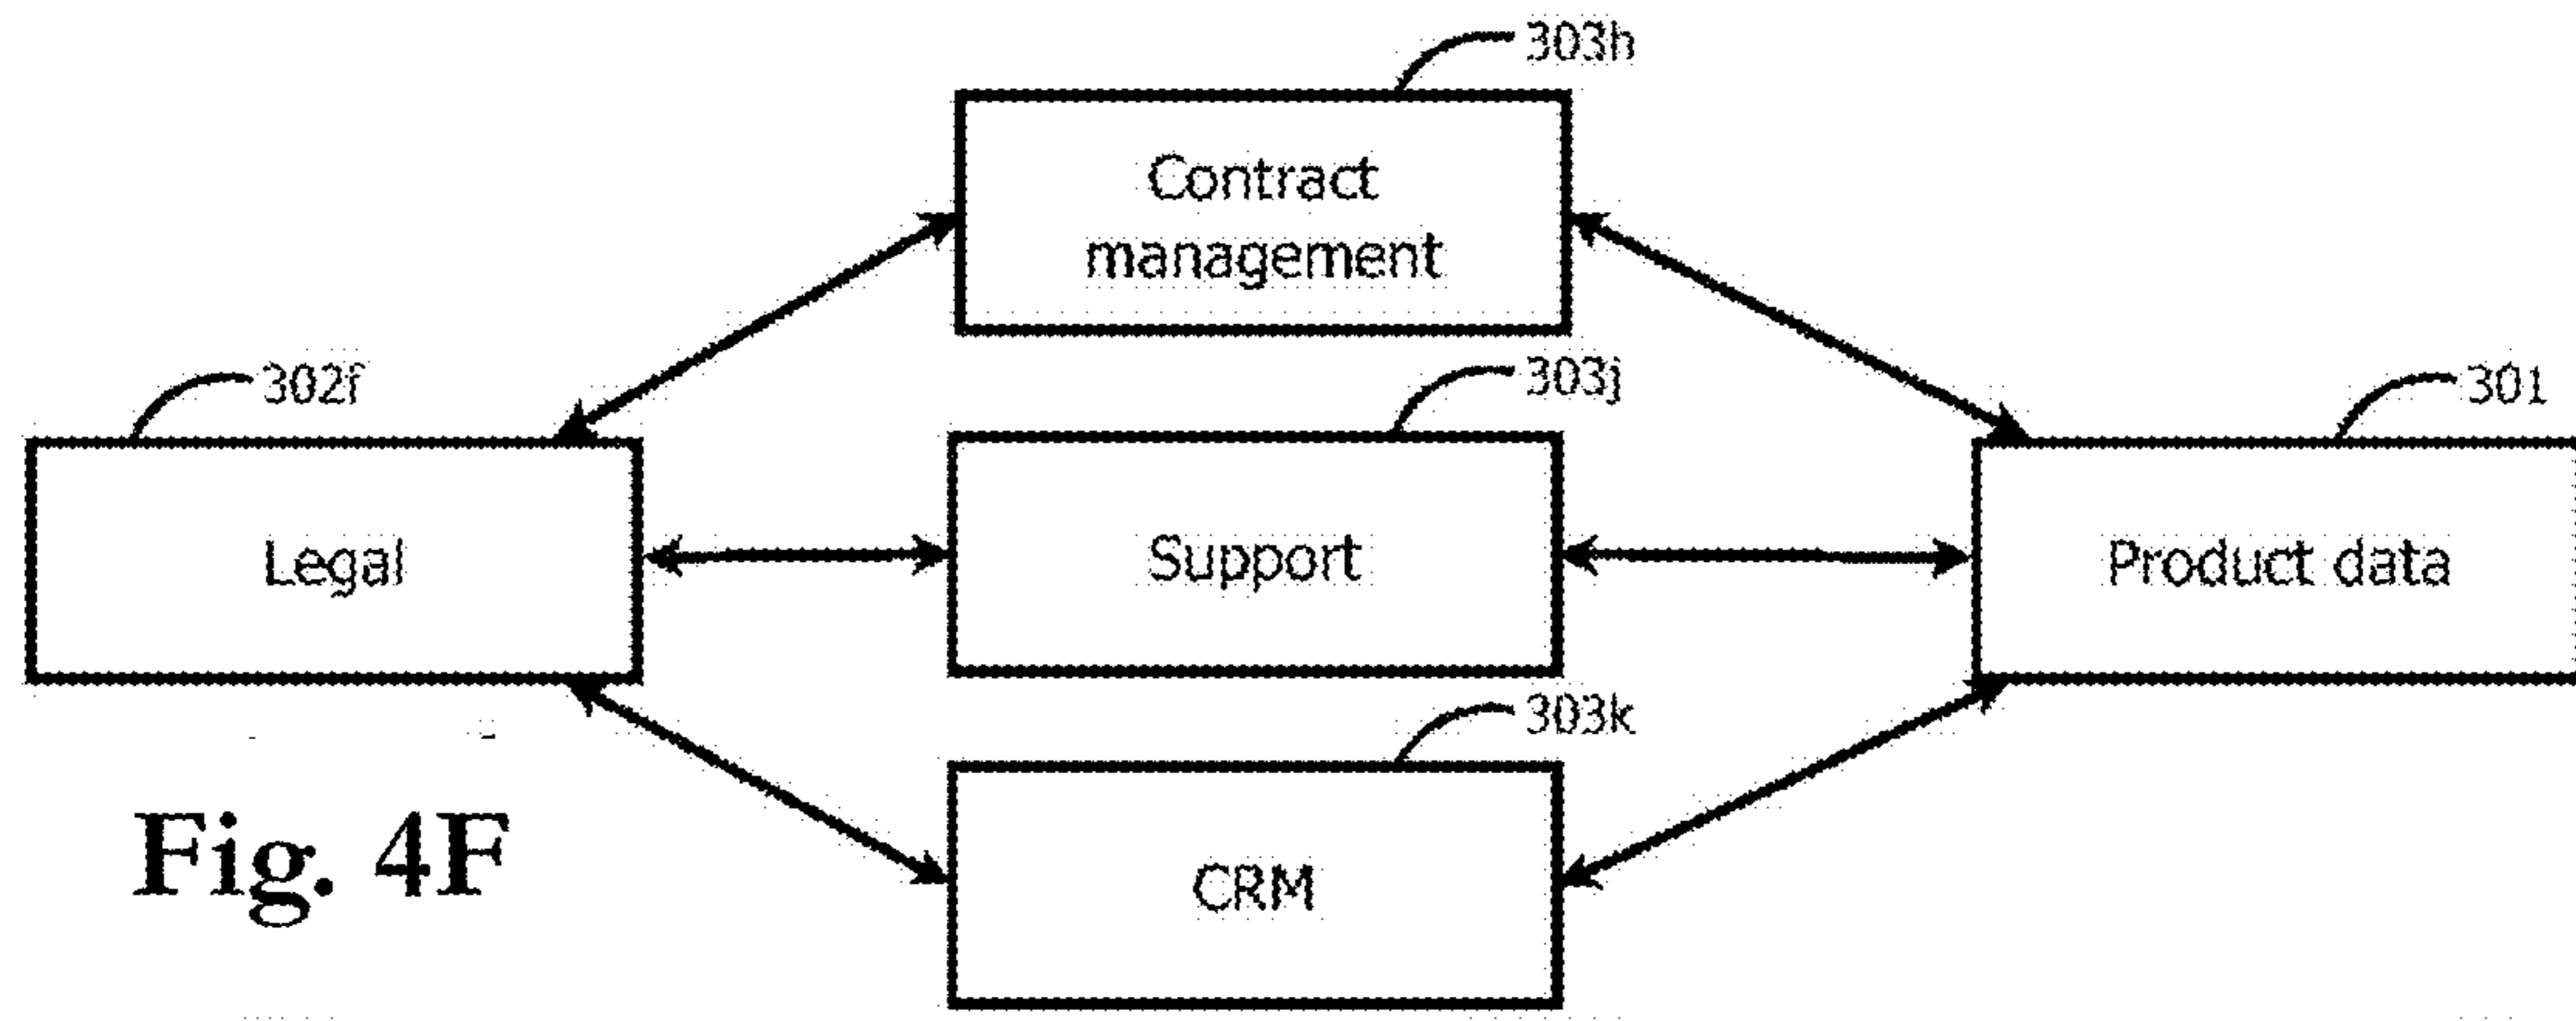 303h
Contract
management
302f
303j
301
Legal
Support
Product data
303k
CRM
Fig. 4F